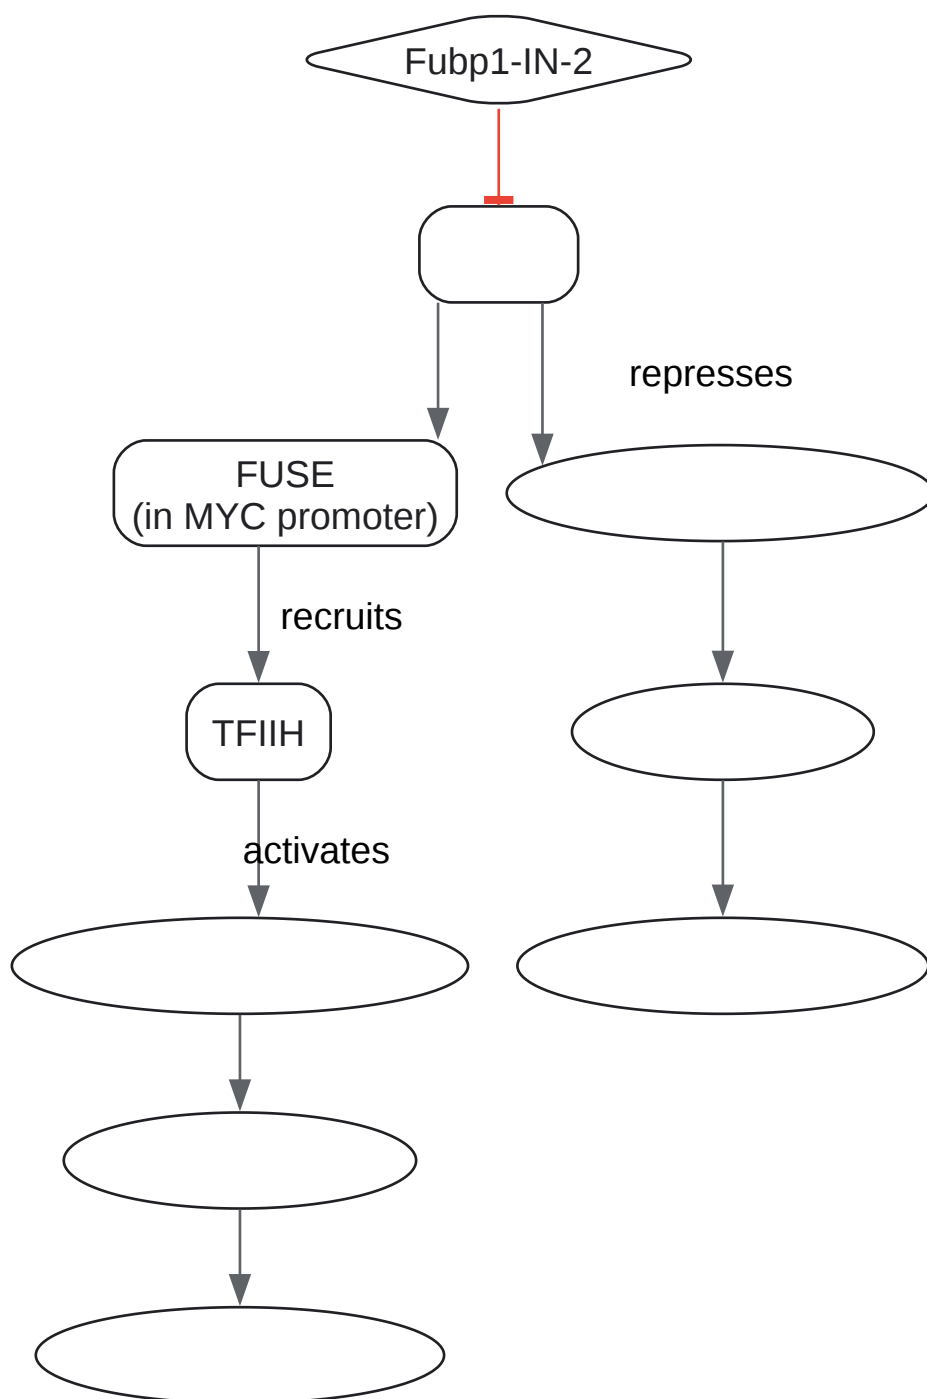 Fubp1-IN-2
represses
FUSE
(in MYC promoter)
recruits
TFIIH
activates